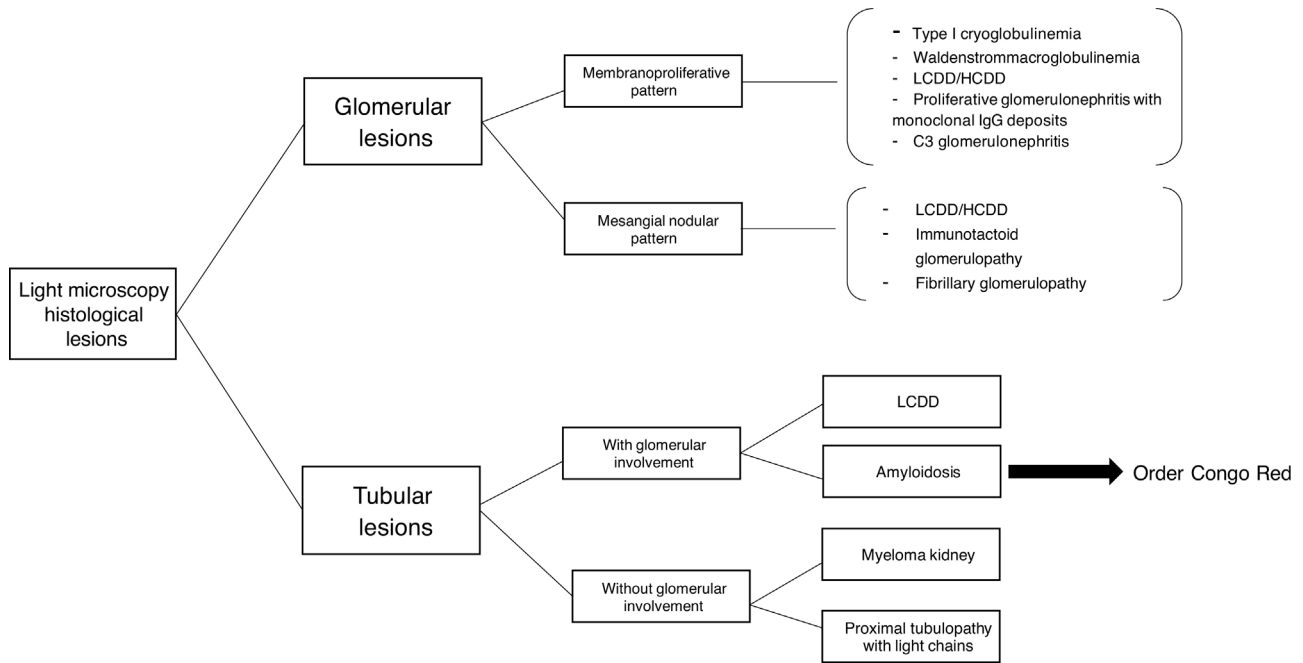 Light microscopy
histological
lesions
Glomerular
lesions
Membranoproliferative
pattern
- Type I cryoglobulinemia
- Waldenstrommacroglobulinemia
- LCDD/HCDD
- Proliferative glomerulonephritis with
monoclonal IgG deposits
- C3 glomerulonephritis
Mesangial nodular
pattern
- LCDD/HCDD
- Immunotactoid
glomerulopathy
- Fibrillary glomerulopathy
Tubular
lesions
With glomerular
involvement
LCDD
Amyloidosis
Order Congo Red
Without glomerular
involvement
Myeloma kidney
Proximal tubulopathy
with light chains